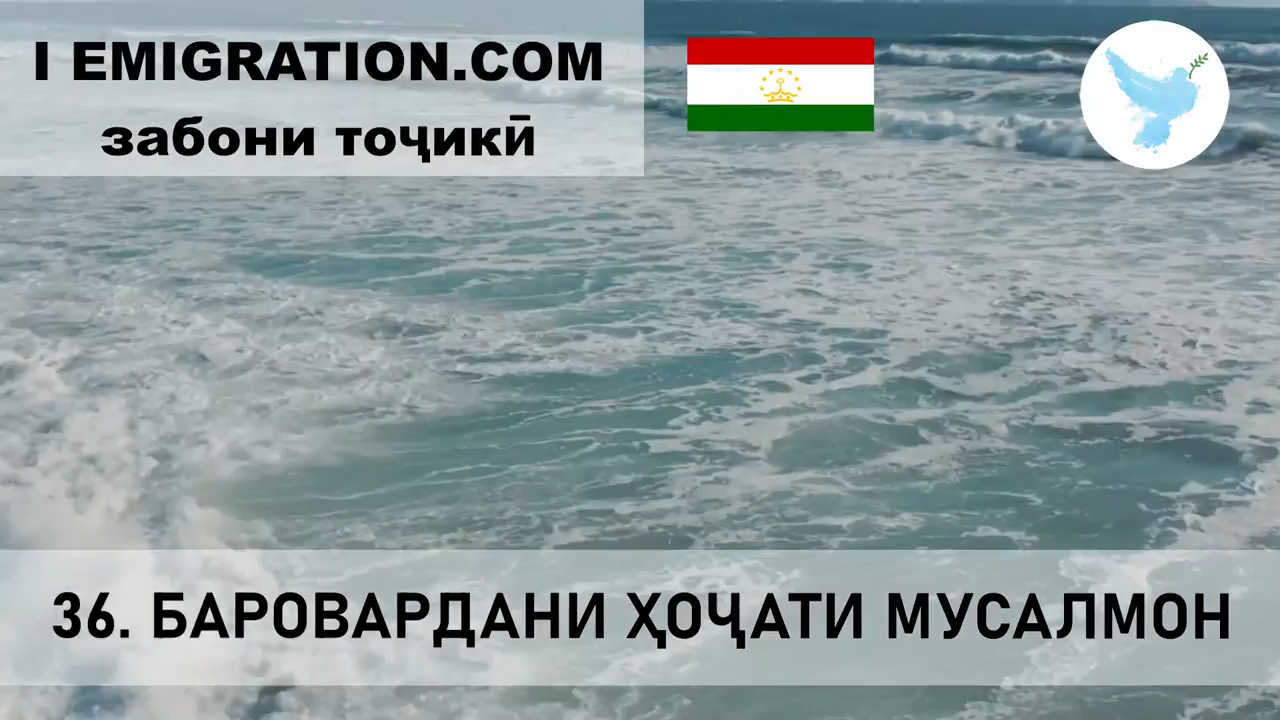 I EMIGRATION.COM
забони тоҷикӣ
36. БАРОВАРДАНИ ҲОҶАТИ МУСАЛМОН